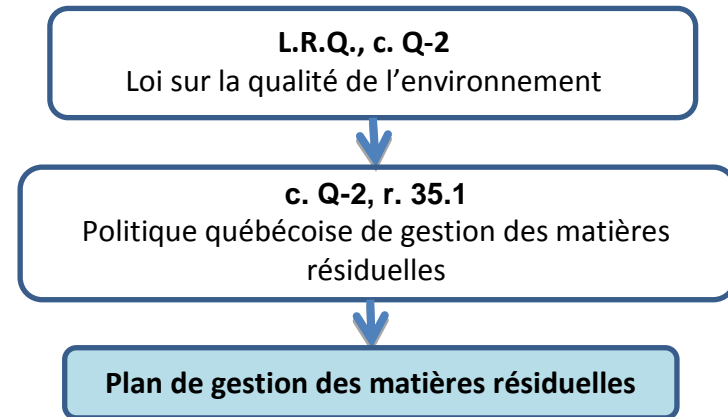 L.R.Q., c. Q-2
Loi sur la qualité de l’environnement
c. Q-2, r. 35.1
Politique québécoise de gestion des matières
résiduelles
Plan de gestion des matières résiduelles